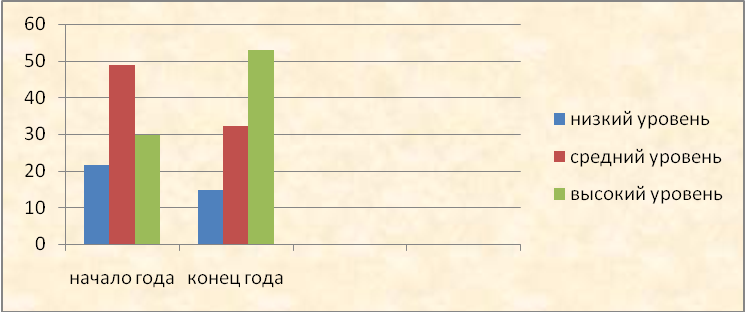 60
50
40
30
20
10
0
начало года
конец года
низкий уровень
средний уровень
высокий уровень